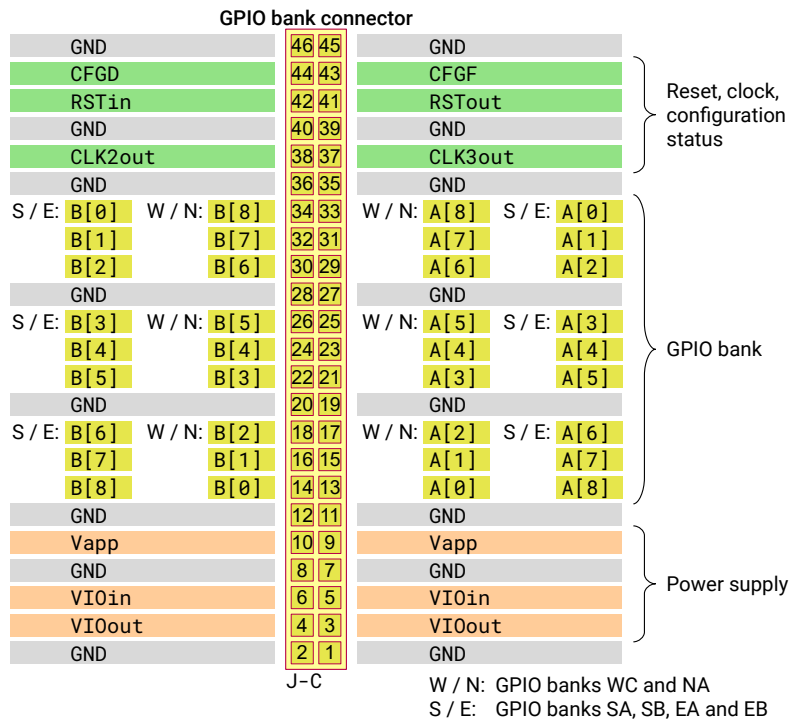 GPIO bank connector
GND 46 45 GND
CFGD 44 43 CFGF
RSTin 42 41 RSTout
GND 40 39 GND
CLK2out 38 37 CLK3out
GND 36 35 GND
S / E: B[0] W / N: B[8] 34 33 W / N: A[8] S / E: A[0]
B[1] B[7] 32 31 A[7] A[1]
B[2] B[6] 30 29 A[6] A[2]
GND 28 27 GND
S / E: B[3] W / N: B[5] 26 25 W / N: A[5] S / E: A[3]
B[4] B[4] 24 23 A[4] A[4]
B[5] B[3] 22 21 A[3] A[5]
GND 20 19 GND
S / E: B[6] W / N: B[2] 18 17 W / N: A[2] S / E: A[6]
B[7] B[1] 16 15 A[1] A[7]
B[8] B[0] 14 13 A[0] A[8]
GND 12 11 GND
Vapp 10 9 Vapp
GND 8 7 GND
VIOin 6 5 VIOin
VIOout 4 3 VIOout
GND 2 1 GND
J-C
Reset, clock,
configuration
status
GPIO bank
Power supply
W / N: GPIO banks WC and NA
S / E: GPIO banks SA, SB, EA and EB